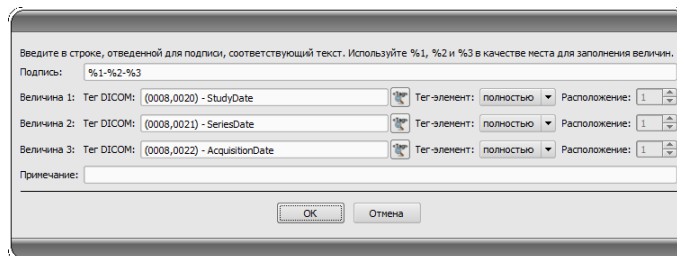 Введите в строке, отведенной для подписи, соответствующий текст. Используйте %1, %2 и %3 в качестве места для заполнения величин.
Подпись: %1-%2-%3
Величина 1: Тег DICOM: (0008,0020) - StudyDate Тег-элемент: полностью Расположение: 1
Величина 2: Тег DICOM: (0008,0021) - SeriesDate Тег-элемент: полностью Расположение: 1
Величина 3: Тег DICOM: (0008,0022) - AcquisitionDate Тег-элемент: полностью Расположение: 1
Примечание:
OK Отмена